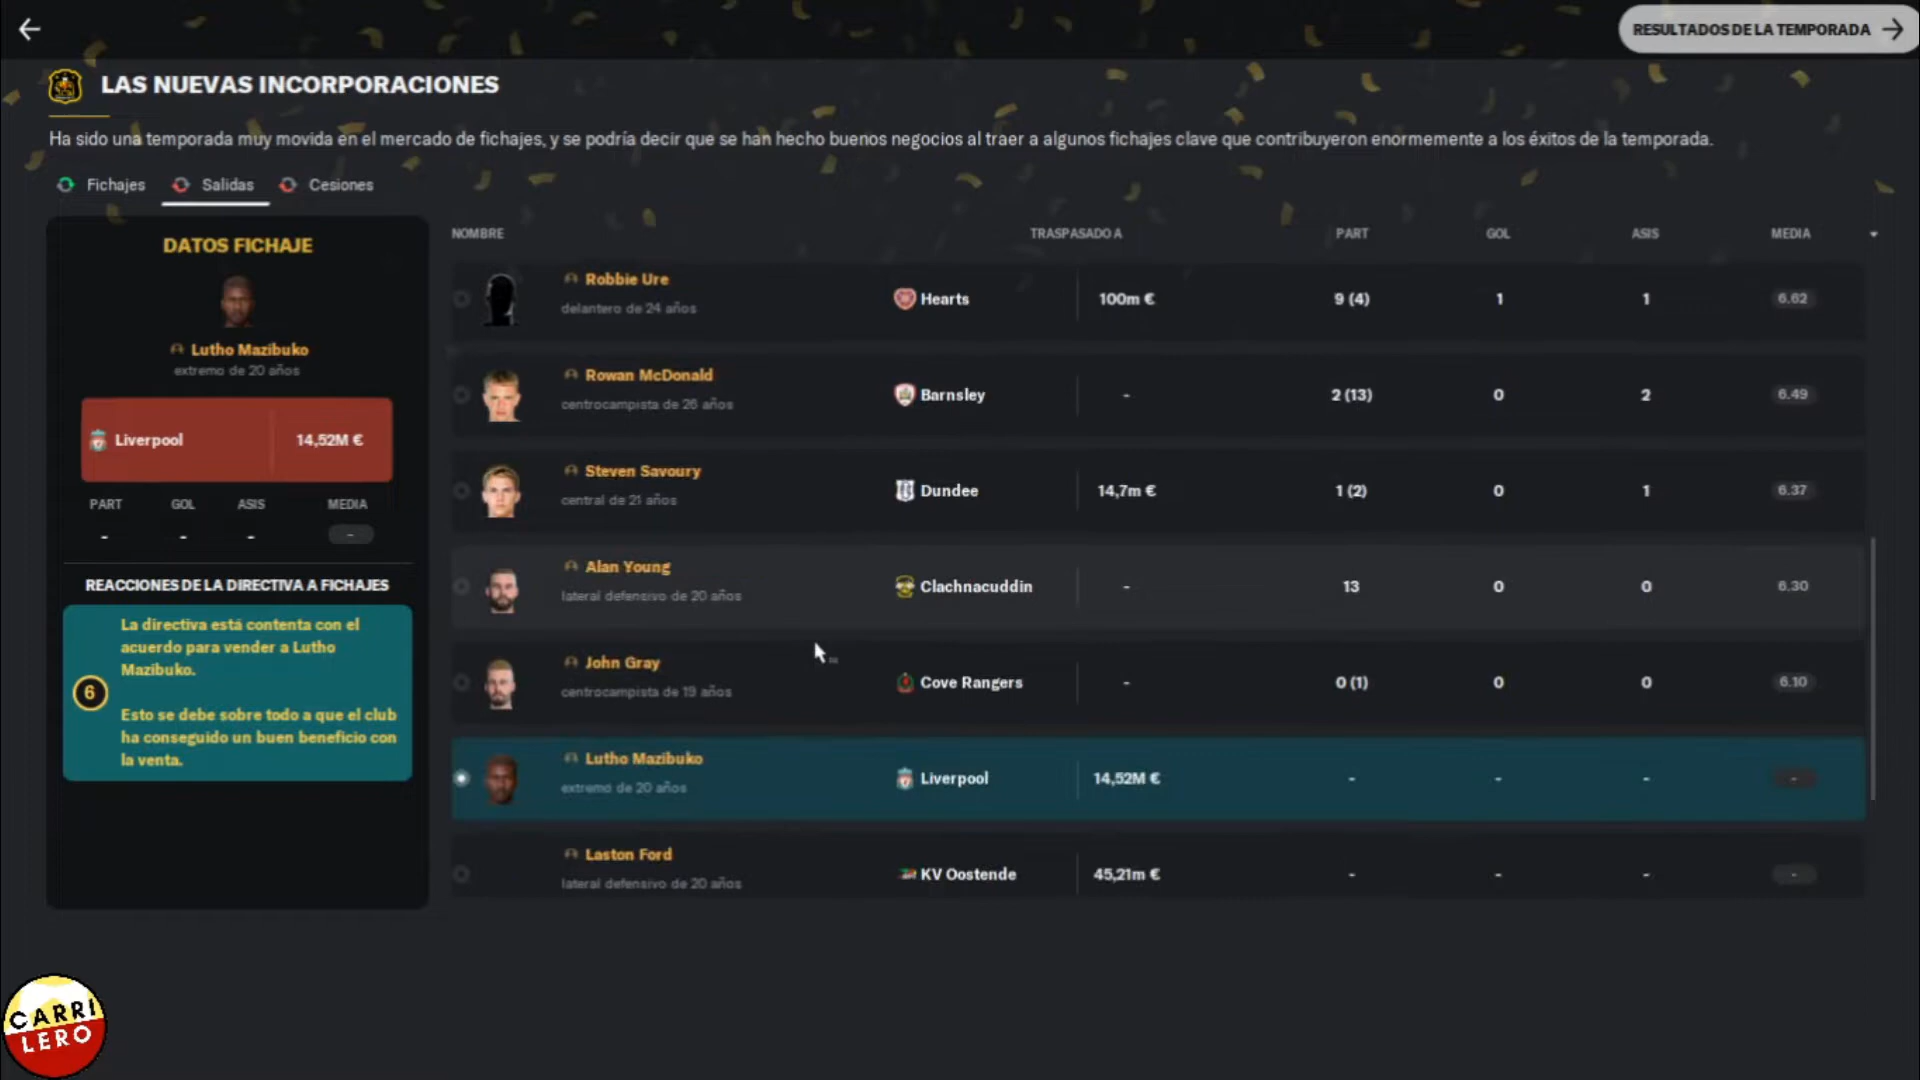 RESULTADOS DE LA TEMPORADA
LAS NUEVAS INCORPORACIONES
Ha sido una temporada muy movida en el mercado de fichajes, y se podría decir que se han hecho buenos negocios al traer a algunos fichajes clave que contribuyeron enormemente a los éxitos de la temporada.
Fichajes Salidas Cesiones
DATOS FICHAJE
Lutho Mazibuko
extremo de 20 años
Liverpool 14,52M €
PART GOL ASIS MEDIA
- - - -
REACCIONES DE LA DIRECTIVA A FICHAJES
6
La directiva está contenta con el
acuerdo para vender a Lutho
Mazibuko.
Esto se debe sobre todo a que el club
ha conseguido un buen beneficio con
la venta.
NOMBRE TRASPASADO A PART GOL ASIS MEDIA
Robbie Ure
delantero de 24 años
Hearts 100m € 9 (4) 1 1 6.62
Rowan McDonald
centrocampista de 26 años
Barnsley - 2 (13) 0 2 6.49
Steven Savoury
central de 21 años
Dundee 14,7m € 1 (2) 0 1 6.37
Alan Young
lateral defensivo de 20 años
Clachnacuddin - 13 0 0 6.30
John Gray
centrocampista de 19 años
Cove Rangers - 0 (1) 0 0 6.10
Lutho Mazibuko
extremo de 20 años
Liverpool 14,52M € - - - -
Laston Ford
lateral defensivo de 20 años
KV Oostende 45,21m € - - - -
CARRI
LERO